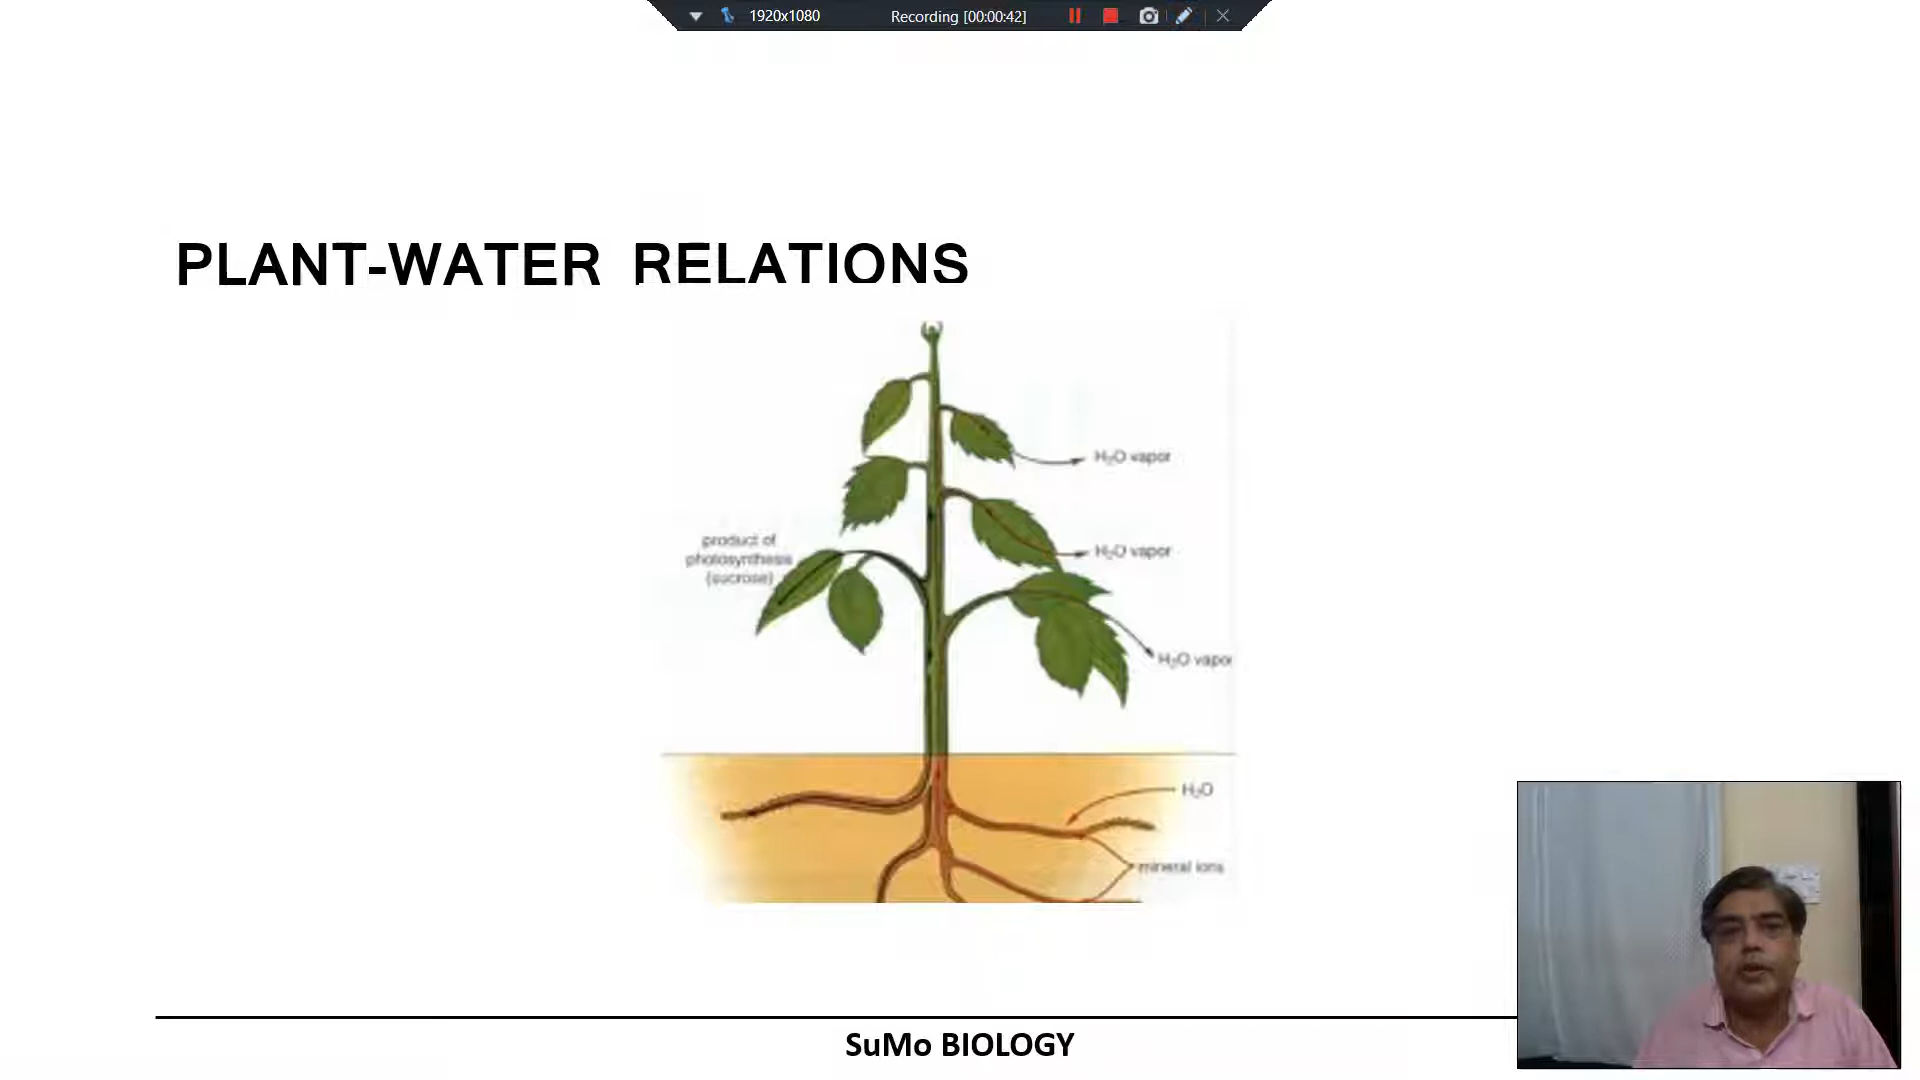 1920x1080 Recording [00:00:42]
PLANT-WATER RELATIONS
H₂O vapor
product of
photosynthesis
(sucrose)
H₂O vapor
H₂O vapor
H₂O
mineral ions
SuMo BIOLOGY